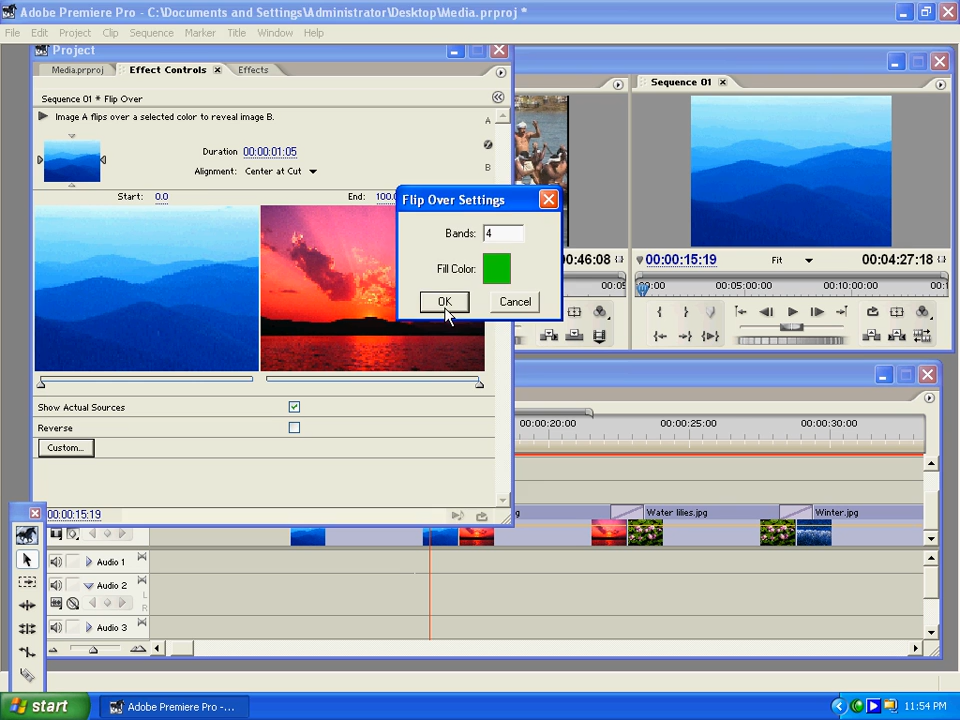 Adobe Premiere Pro - C:\Documents and Settings\Administrator\Desktop\Media.prproj *
File Edit Project Clip Sequence Marker Title Window Help
Project
Media.prproj Effect Controls Effects
Sequence 01 * Flip Over
Image A flips over a selected color to reveal image B.
A
B
Duration 00:00:01:05
Alignment: Center at Cut
Start: 0.0 End: 100.
Flip Over Settings
Bands: 4
Fill Color:
OK Cancel
Show Actual Sources
Reverse
Custom...
00:00:15:19
Sequence 01
00:46:08
00:00:15:19 Fit 00:04:27:18
00:05
00:00 00:05:00:00 00:10:00:00 00:1
00:00:20:00 00:00:25:00 00:00:30:00
g Water lilies.jpg Winter.jpg
Audio 1
Audio 2
L
R
Audio 3
start Adobe Premiere Pro -... 11:54 PM